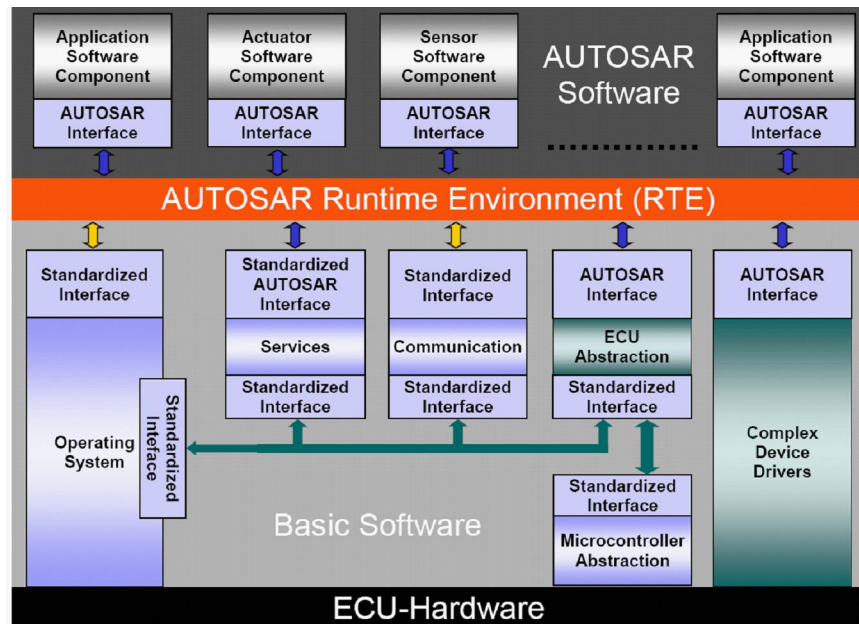 Application
Software
Component
AUTOSAR
Interface
Actuator
Software
Component
AUTOSAR
Interface
Sensor
Software
Component
AUTOSAR
Interface
AUTOSAR
Software
Application
Software
Component
AUTOSAR
Interface
AUTOSAR Runtime Environment (RTE)
Standardized
Interface
Operating
System
Standardized
Inteface
Standardized
AUTOSAR
Interface
Services
Standardized
Interface
Standardized
Interface
Communication
Standardized
Interface
AUTOSAR
Interface
ECU
Abstraction
Standardized
Interface
Standardized
Interface
Microcontroller
Abstraction
AUTOSAR
Interface
Complex
Device
Drivers
Basic Software
ECU-Hardware